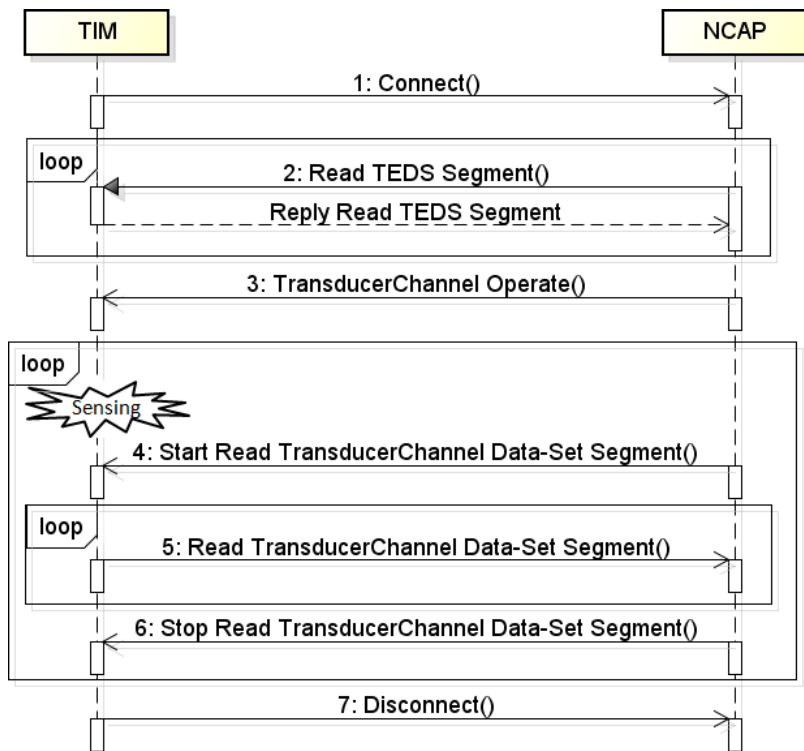 TIM
NCAP
1: Connect()
loop
2: Read TEDS Segment()
Reply Read TEDS Segment
3: TransducerChannel Operate()
loop
Sensing
4: Start Read TransducerChannel Data-Set Segment()
loop
5: Read TransducerChannel Data-Set Segment()
6: Stop Read TransducerChannel Data-Set Segment()
7: Disconnect()